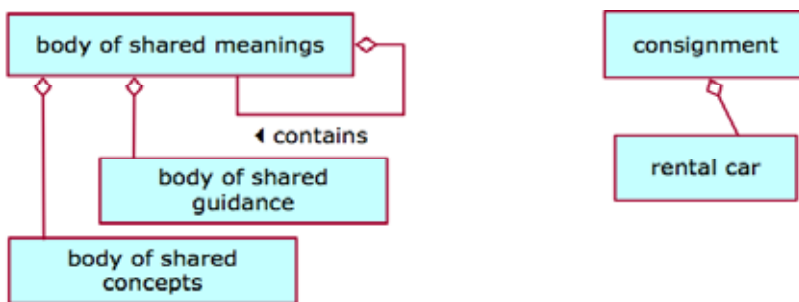 body of shared meanings
◄ contains
body of shared
guidance
body of shared
concepts
consignment
rental car